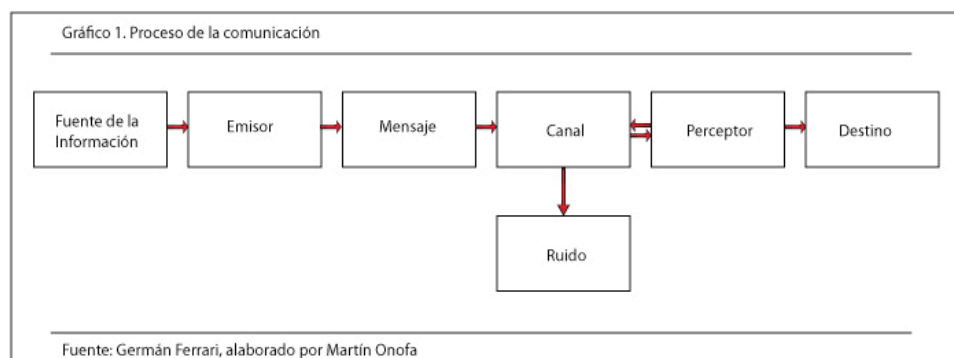 Gráfico 1. Proceso de la comunicación
Fuente de la
Información
Emisor
Mensaje
Canal
Perceptor
Destino
Ruido
Fuente: Germán Ferrari, elaborado por Martín Onofa